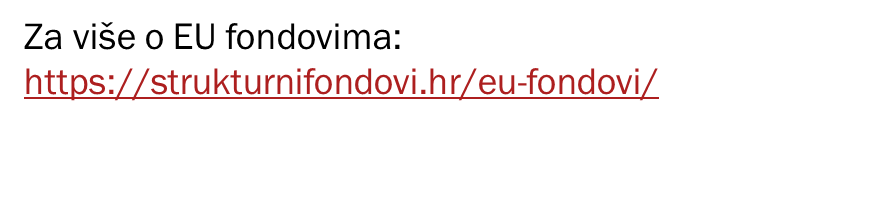 Za više o EU fondovima:
https://strukturnifondovi.hr/eu-fondovi/